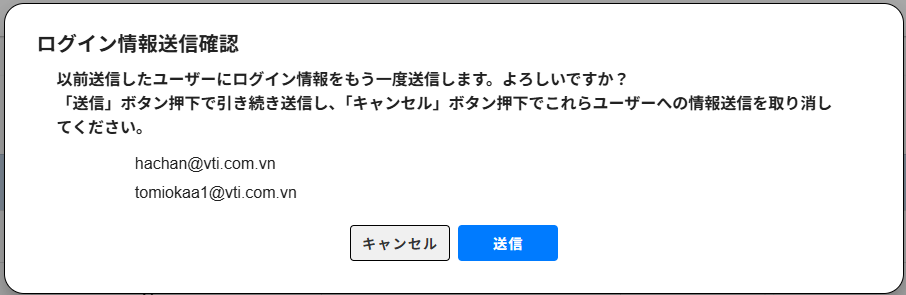 ログイン情報送信確認
以前送信したユーザーにログイン情報をもう一度送信します。よろしいですか？
「送信」ボタン押下で引き続き送信し、「キャンセル」ボタン押下でこれらユーザーへの情報送信を取り消し
てください。
hachan@vti.com.vn
tomiokaa1@vti.com.vn
キャンセル
送信